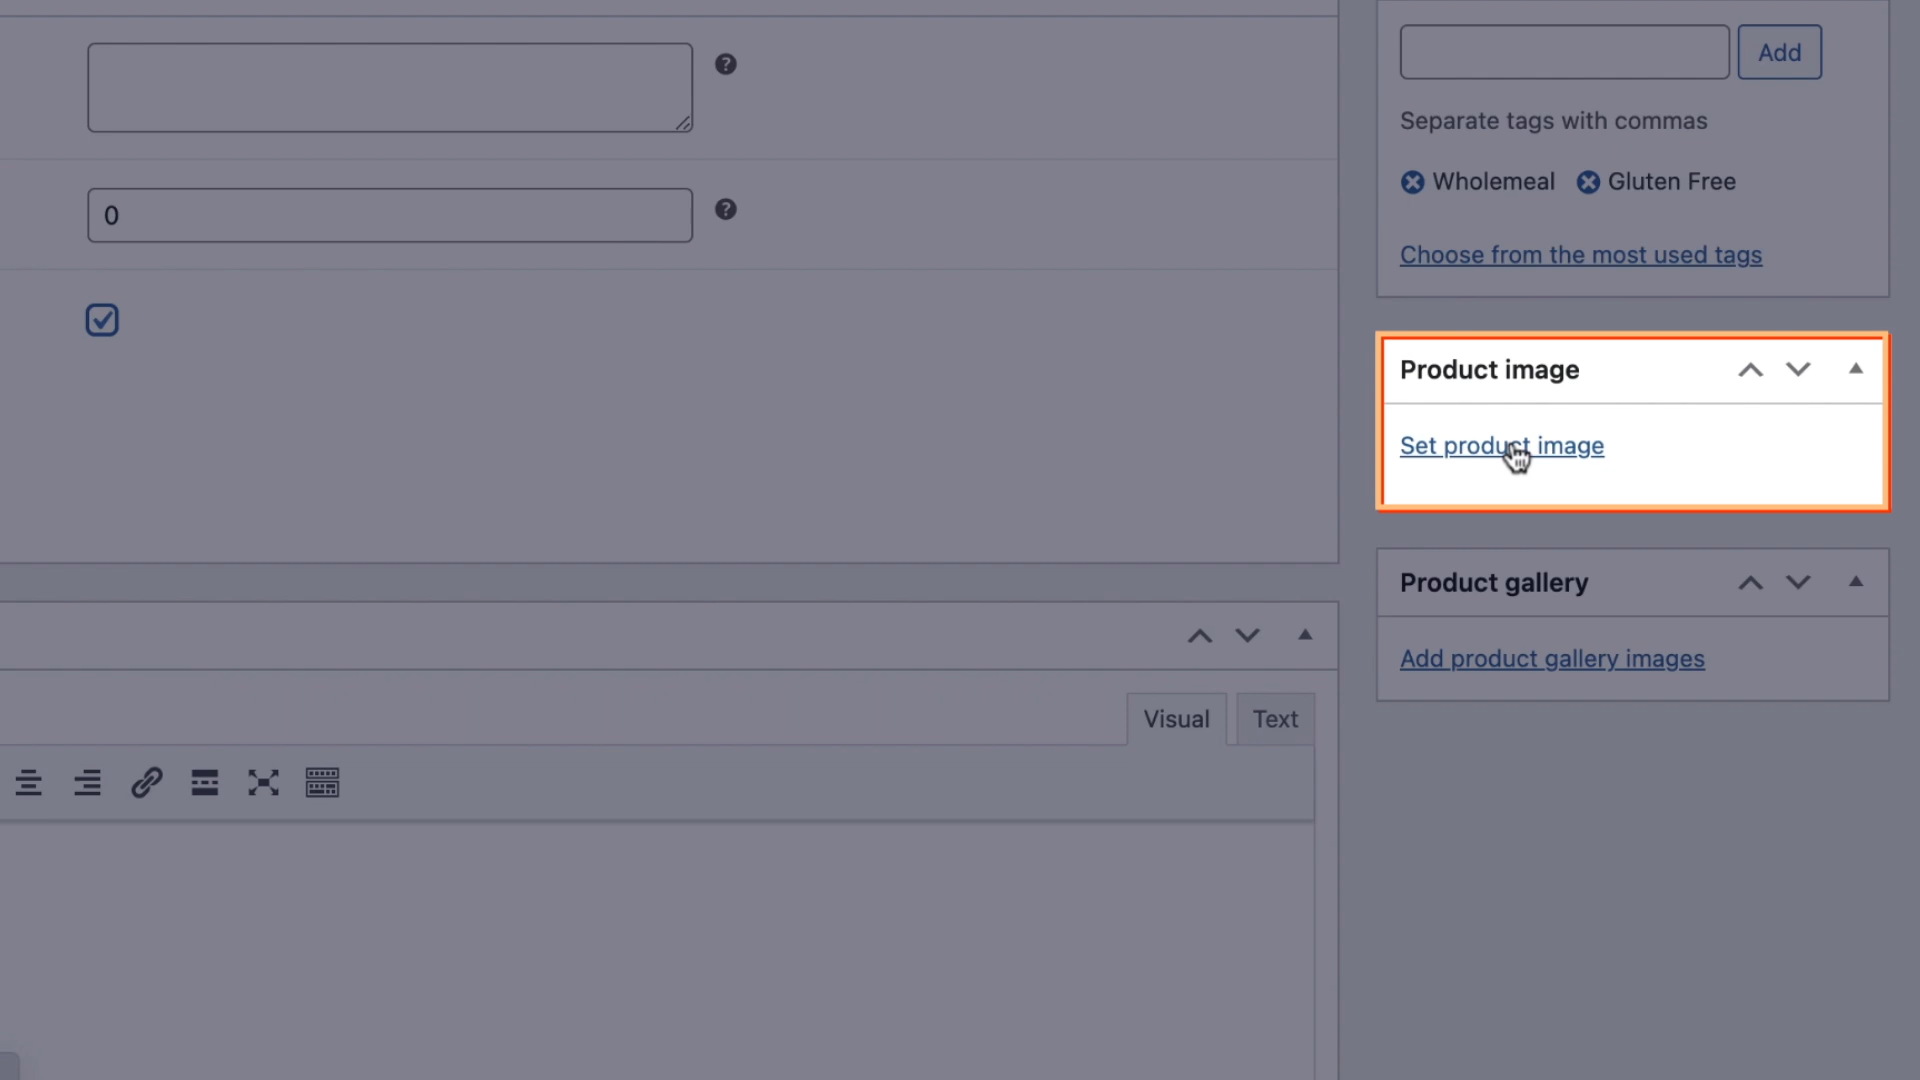 Add
Separate tags with commas
Wholemeal Gluten Free
0
Choose from the most used tags
Product image
Set product image
Product gallery
Add product gallery images
Visual Text